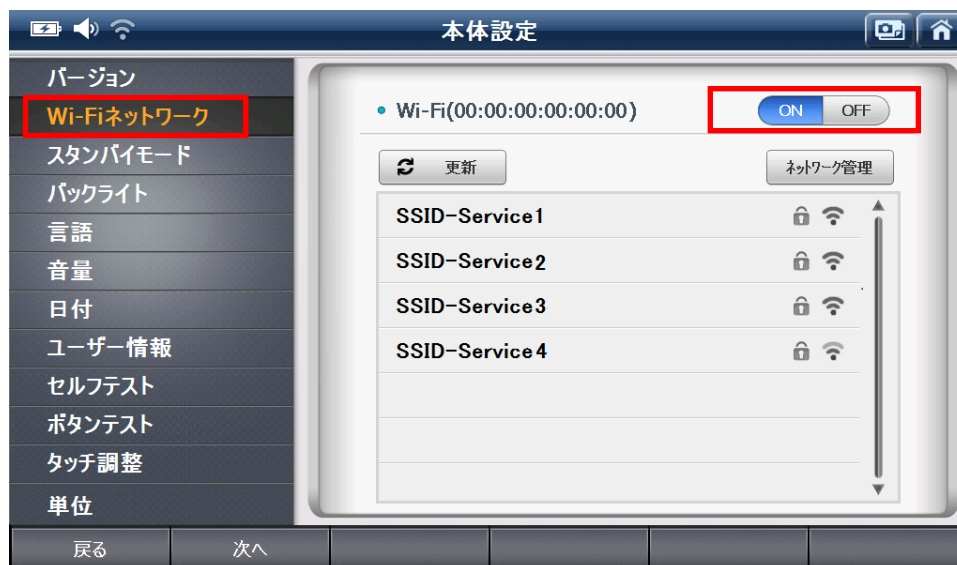 本体設定
バージョン
Wi-Fiネットワーク
スタンバイモード
バックライト
言語
音量
日付
ユーザー情報
セルフテスト
ボタンテスト
タッチ調整
単位
Wi-Fi(00:00:00:00:00:00)
ON OFF
更新
ネットワーク管理
SSID-Service1
SSID-Service2
SSID-Service3
SSID-Service4
戻る 次へ